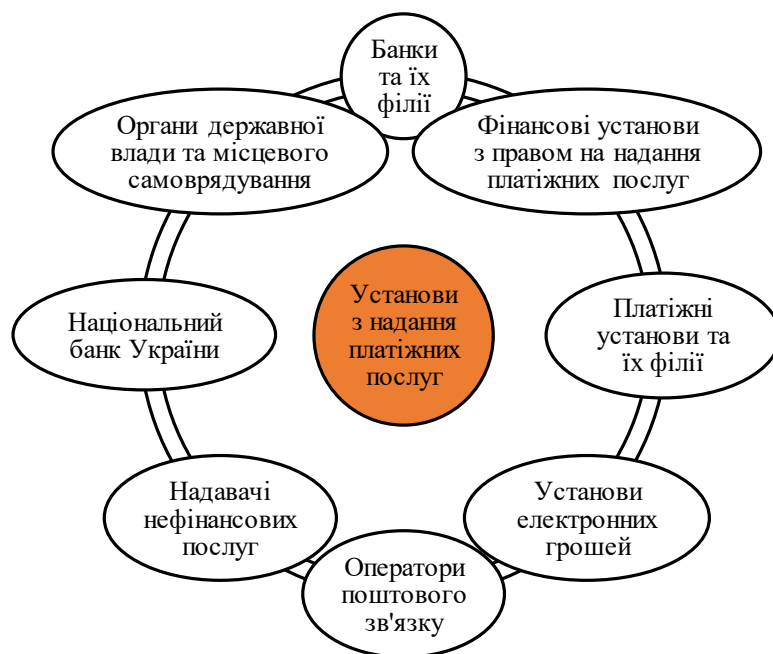 Банки
та їх
філії
Органи державної
влади та місцевого
самоврядування
Фінансові установи
з правом на надання
платіжних послуг
Національний
банк України
Установи
з надання
платіжних
послуг
Платіжні
установи та
їх філії
Надавачі
нефінансових
послуг
Установи
електронних
грошей
Оператори
поштового
зв'язку